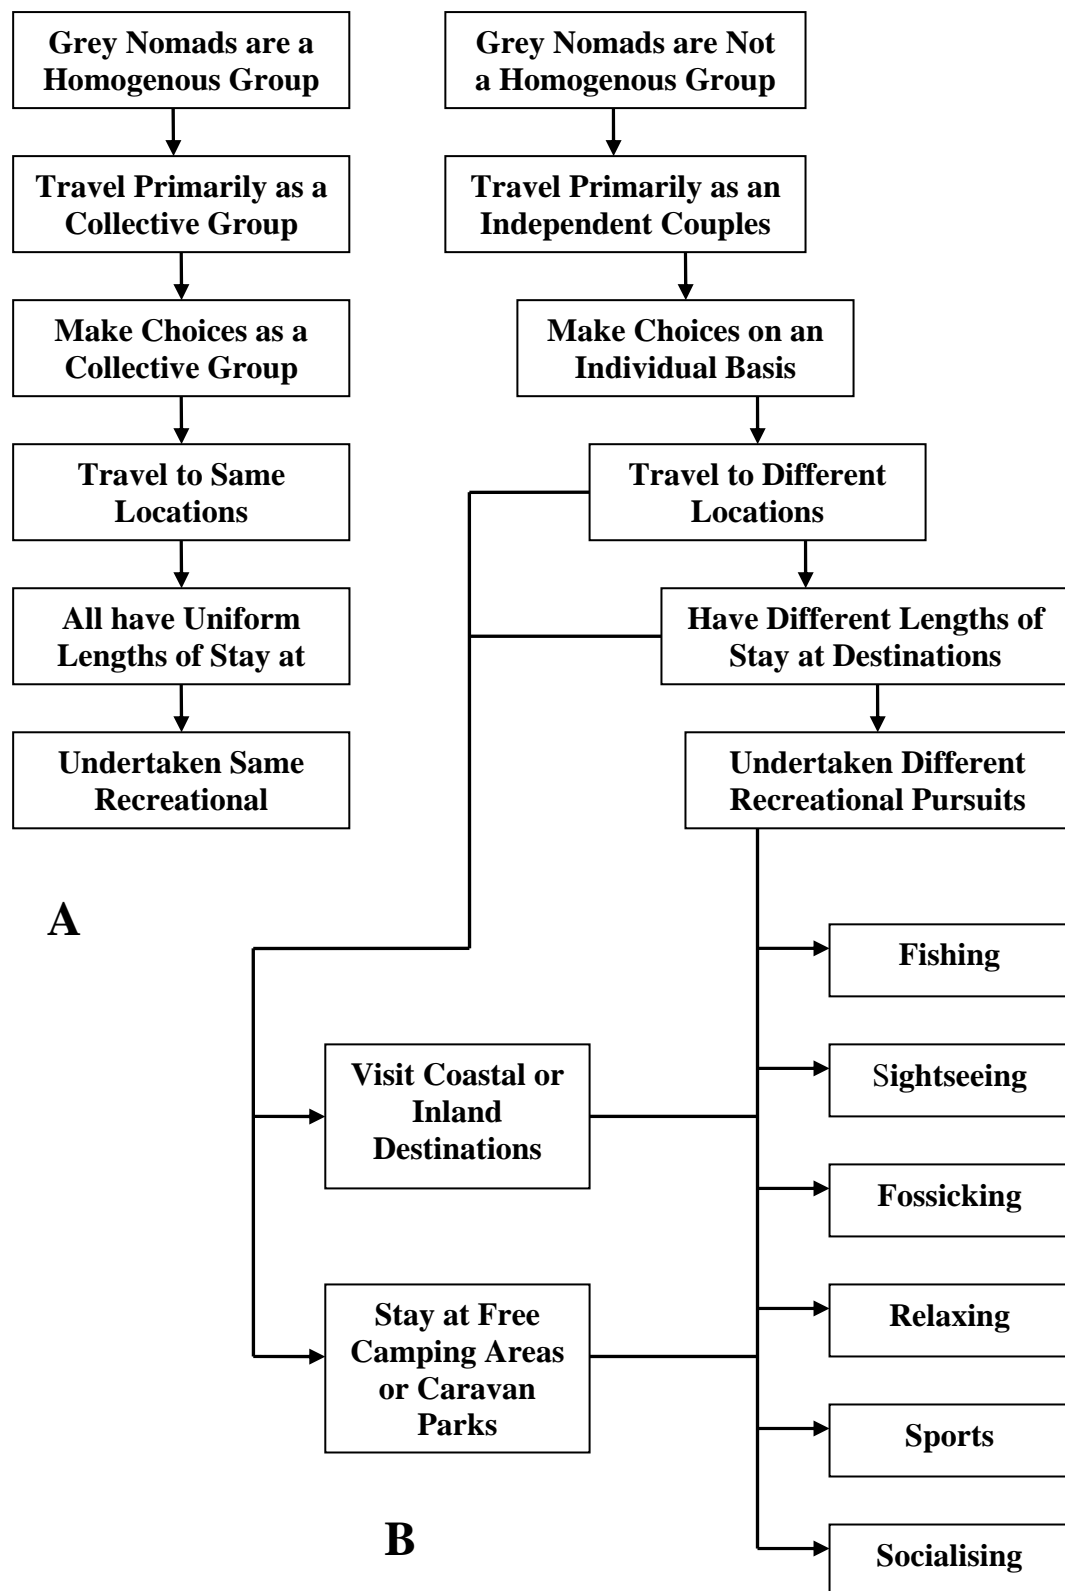 Grey Nomads are a
Homogenous Group
Travel Primarily as a
Collective Group
Make Choices as a
Collective Group
Travel to Same
Locations
All have Uniform
Lengths of Stay at
Undertaken Same
Recreational
A
Grey Nomads are Not
a Homogenous Group
Travel Primarily as an
Independent Couples
Make Choices on an
Individual Basis
Travel to Different
Locations
Have Different Lengths of
Stay at Destinations
Undertaken Different
Recreational Pursuits
Visit Coastal or
Inland
Destinations
Stay at Free
Camping Areas
or Caravan
Parks
Fishing
Sightseeing
Fossicking
Relaxing
Sports
Socialising
B